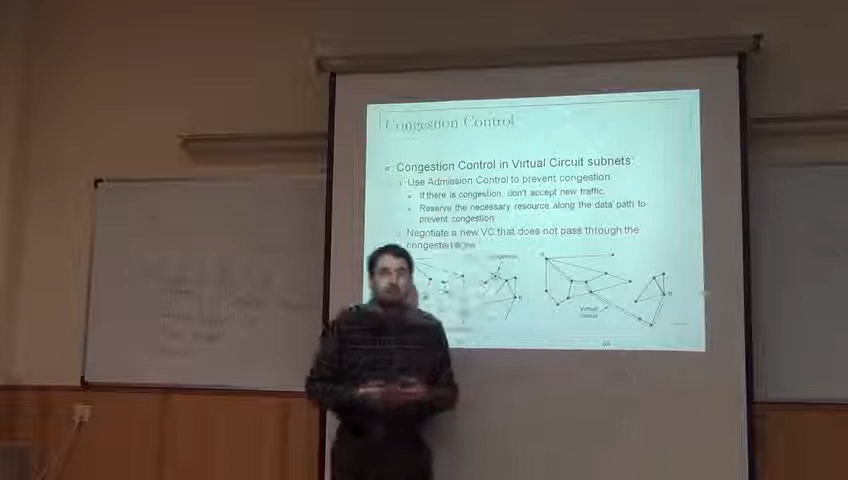 Congestion Control
Congestion Control in Virtual Circuit subnets:
Use Admission Control to prevent congestion
If there is congestion, don't accept new traffic.
Reserve the necessary resource along the data path to
prevent congestion
Negotiate a new VC that does not pass through the
congested
Virtual
circuit